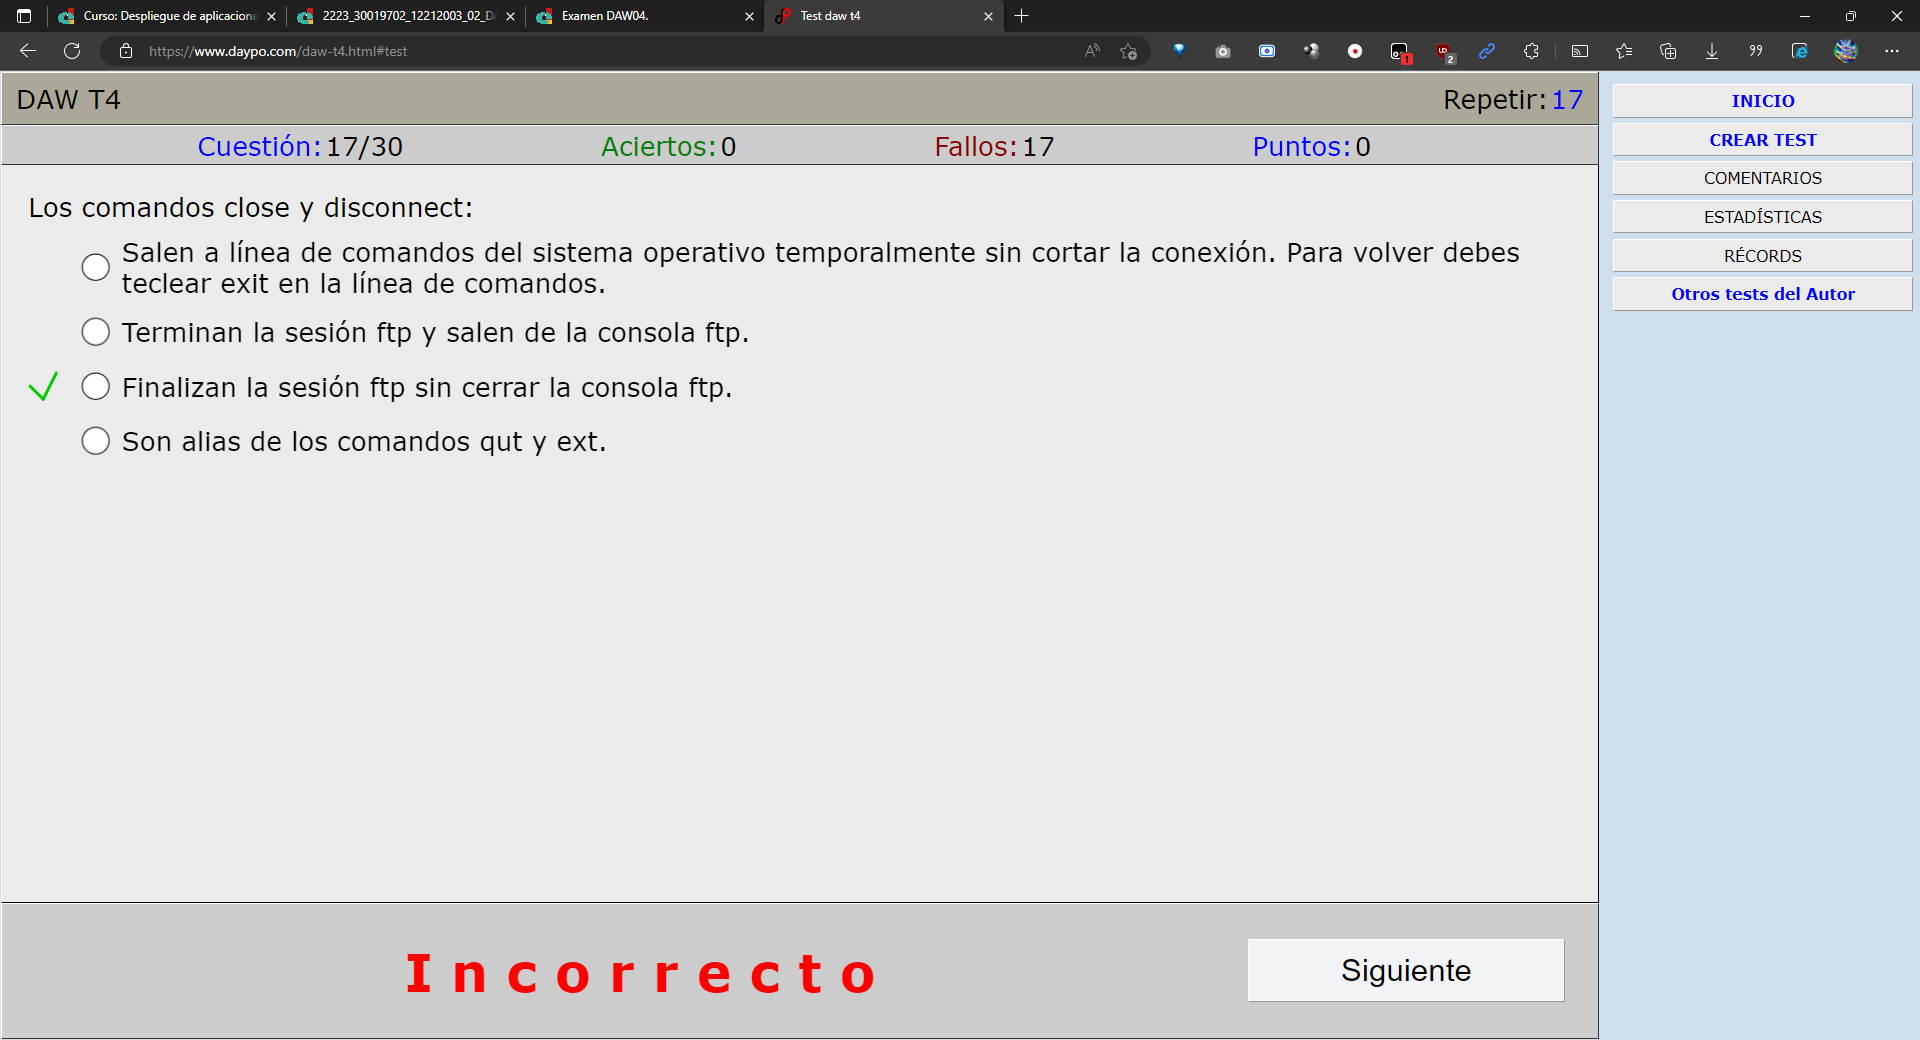 Curso: Despliegue de aplicacione
2223_30019702_12212003_02_D
Examen DAW04.
Test daw t4
https://www.daypo.com/daw-t4.html#test
1
2
DAW T4
Repetir: 17
Cuestión: 17/30
Aciertos: 0
Fallos: 17
Puntos: 0
Los comandos close y disconnect:
Salen a línea de comandos del sistema operativo temporalmente sin cortar la conexión. Para volver debes
teclear exit en la línea de comandos.
Terminan la sesión ftp y salen de la consola ftp.
Finalizan la sesión ftp sin cerrar la consola ftp.
Son alias de los comandos qut y ext.
Incorrecto
Siguiente
INICIO
CREAR TEST
COMENTARIOS
ESTADÍSTICAS
RÉCORDS
Otros tests del Autor